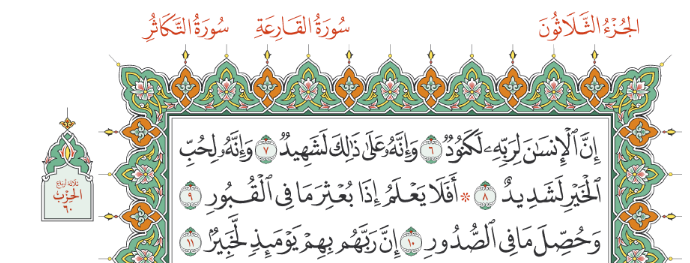 الجُزْءُ الثَّلَاثُونَ
سُورَةُ القَارِعَةِ
سُورَةُ التَّكَاثُرِ
إِنَّ ٱلْإِنسَـٰنَ لِرَبِّهِۦ لَكَنُودٌ ٦ وَإِنَّهُۥ عَلَىٰ ذَٰلِكَ لَشَهِيدٌ ٧ وَإِنَّهُۥ لِحُبِّ
ٱلْخَيْرِ لَشَدِيدٌ ٨ * أَفَلَا يَعْلَمُ إِذَا بُعْثِرَ مَا فِى ٱلْقُبُورِ ٩
وَحُصِّلَ مَا فِى ٱلصُّدُورِ ١٠ إِنَّ رَبَّهُم بِهِمْ يَوْمَئِذٍ لَّخَبِيرٌۢ ١١
ثلاثة أرباع
الحِزْب
٦٠